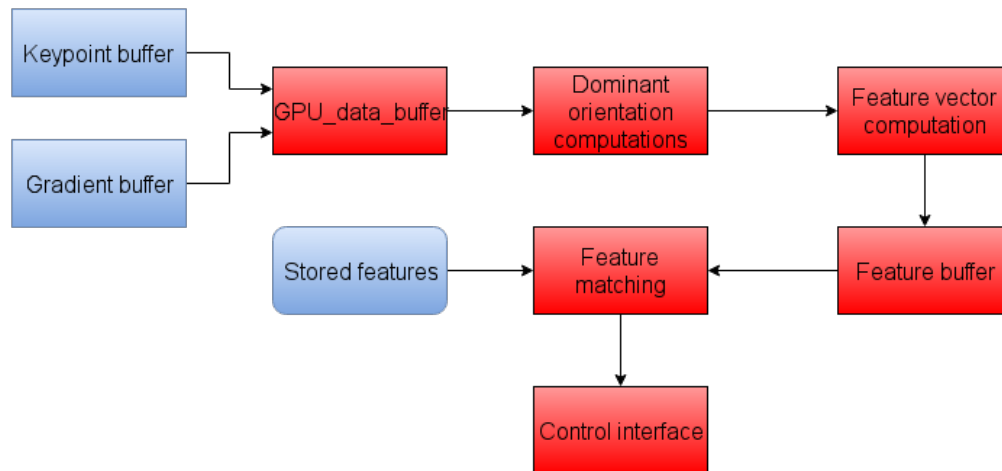 Keypoint buffer
GPU_data_buffer
Dominant
orientation
computations
Feature vector
computation
Gradient buffer
Stored features
Feature
matching
Feature buffer
Control interface